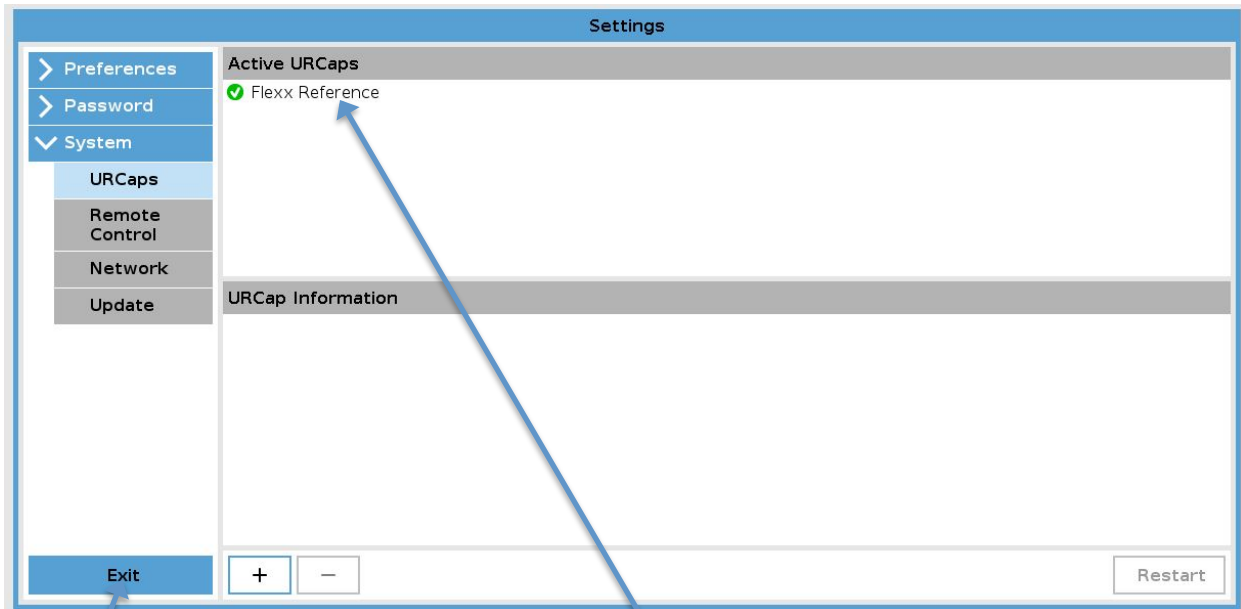 Settings
Preferences
Password
System
URCaps
Remote
Control
Network
Update
Exit
Active URCaps
Flexx Reference
URCap Information
+
−
Restart